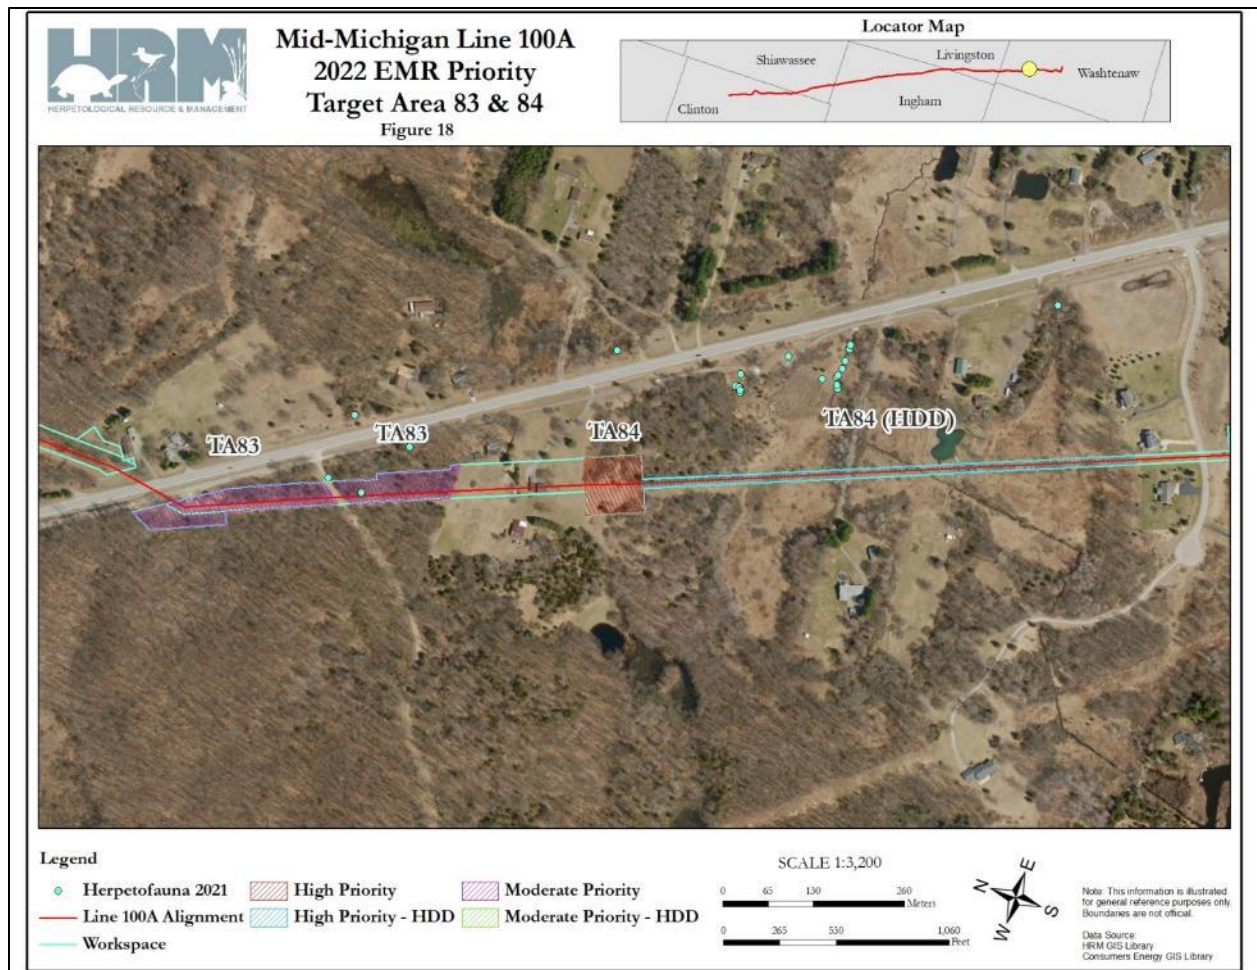 HRM
HERPETOLOGICAL RESOURCE & MANAGEMENT
Mid-Michigan Line 100A
2022 EMR Priority
Target Area 83 & 84
Figure 18
Locator Map
Shiawassee
Livingston
Washtenaw
Clinton
Ingham
TA83
TA83
TA84
TA84 (HDD)
Legend
Herpetofauna 2021
High Priority
Moderate Priority
Line 100A Alignment
High Priority - HDD
Moderate Priority - HDD
Workspace
SCALE 1:3,200
0 65 130 260
Meters
0 265 530 1,060
Feet
N
E
W
S
Note: This information is illustrated
for general reference purposes only.
Boundaries are not official.
Data Source:
HRM GIS Library
Consumers Energy GIS Library